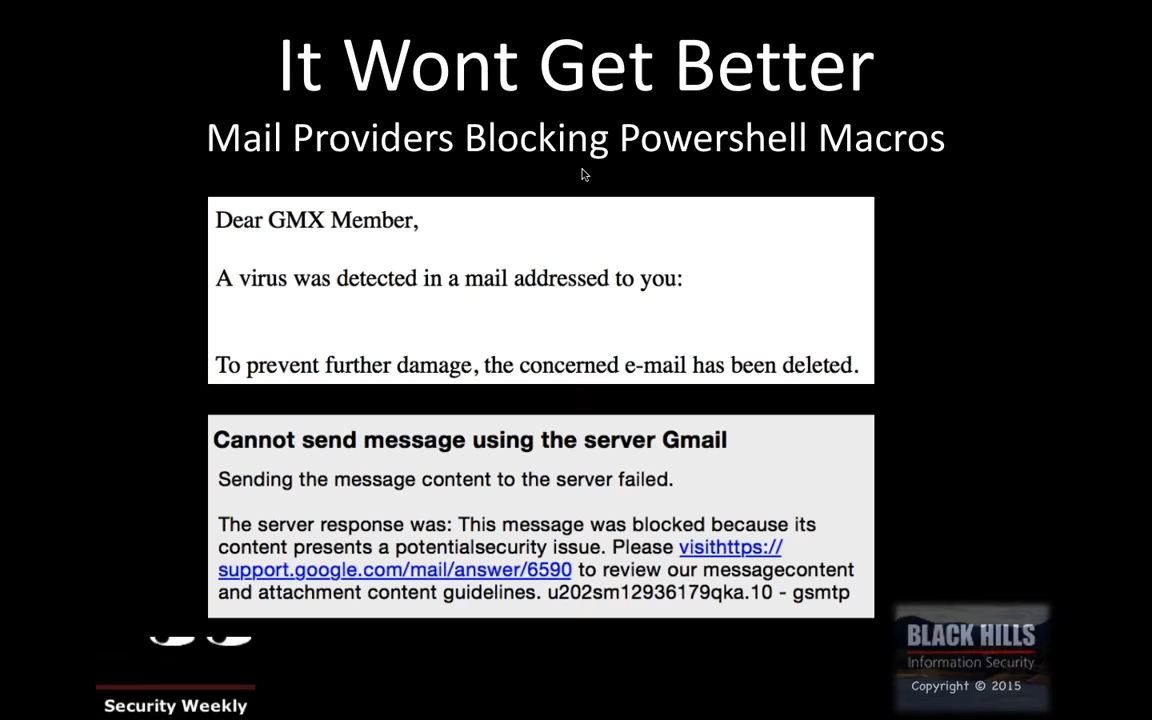 It Wont Get Better
Mail Providers Blocking Powershell Macros
Dear GMX Member,
A virus was detected in a mail addressed to you:
To prevent further damage, the concerned e-mail has been deleted.
Cannot send message using the server Gmail
Sending the message content to the server failed.
The server response was: This message was blocked because its
content presents a potentialsecurity issue. Please visithttps://
support.google.com/mail/answer/6590 to review our messagecontent
and attachment content guidelines. u202sm12936179qka.10 - gsmtp
BLACK HILLS
Information Security
Copyright © 2015
Security Weekly